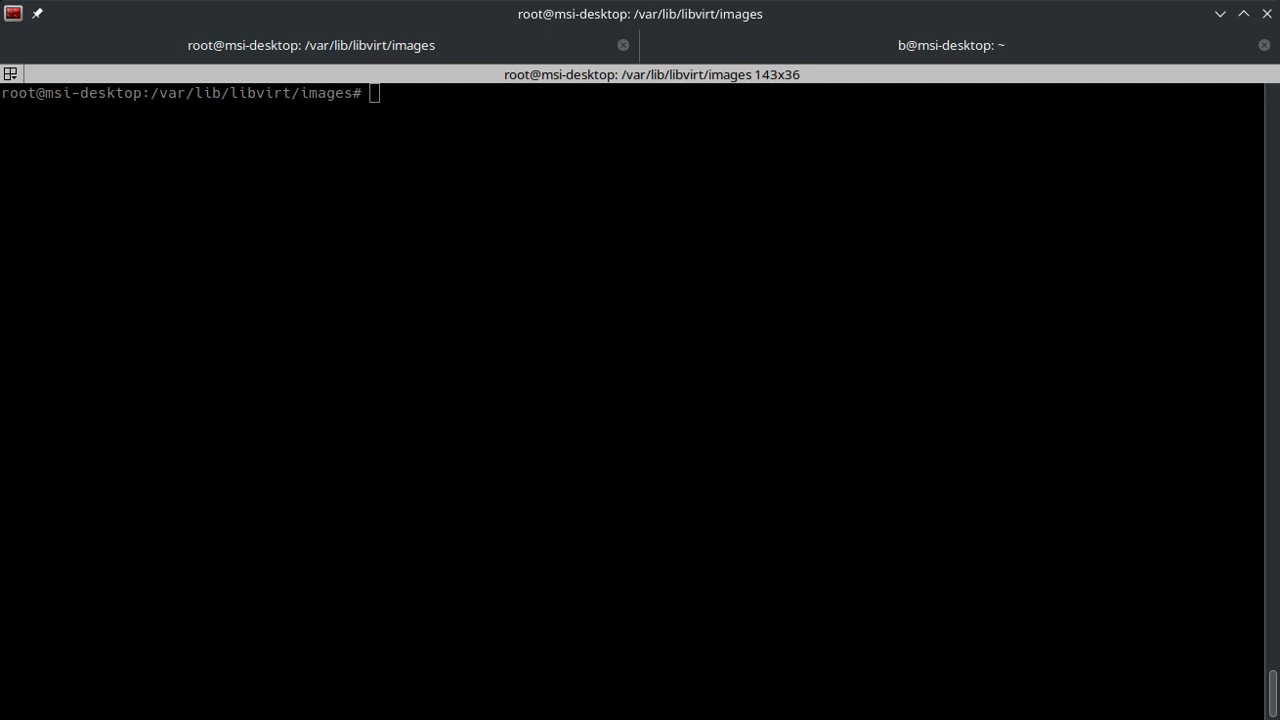 root@msi-desktop: /var/lib/libvirt/images
root@msi-desktop: /var/lib/libvirt/images
b@msi-desktop: ~
root@msi-desktop: /var/lib/libvirt/images 143x36
root@msi-desktop:/var/lib/libvirt/images#